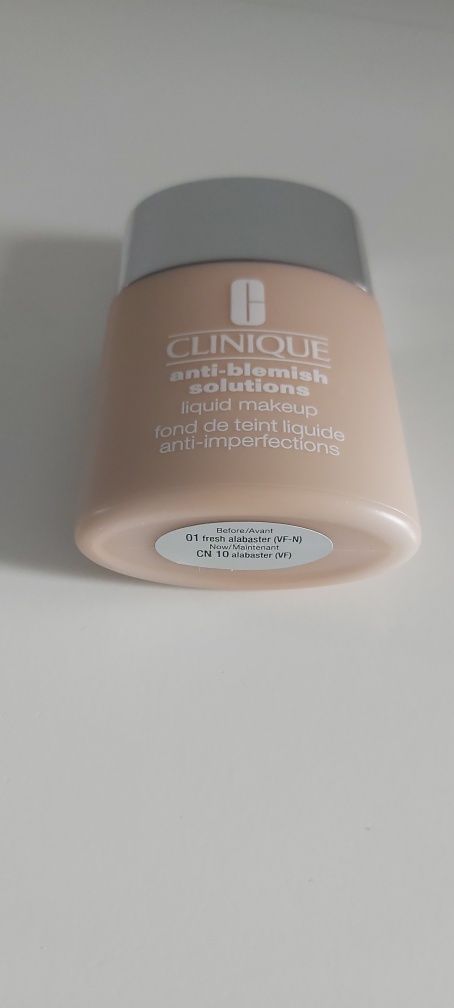 CLINIQUE
anti-blemish
solutions
liquid makeup
fond de teint liquide
anti-imperfections
Before/Avant
01 fresh alabaster (VF-N)
Now/Maintenant
CN 10 alabaster (VF)